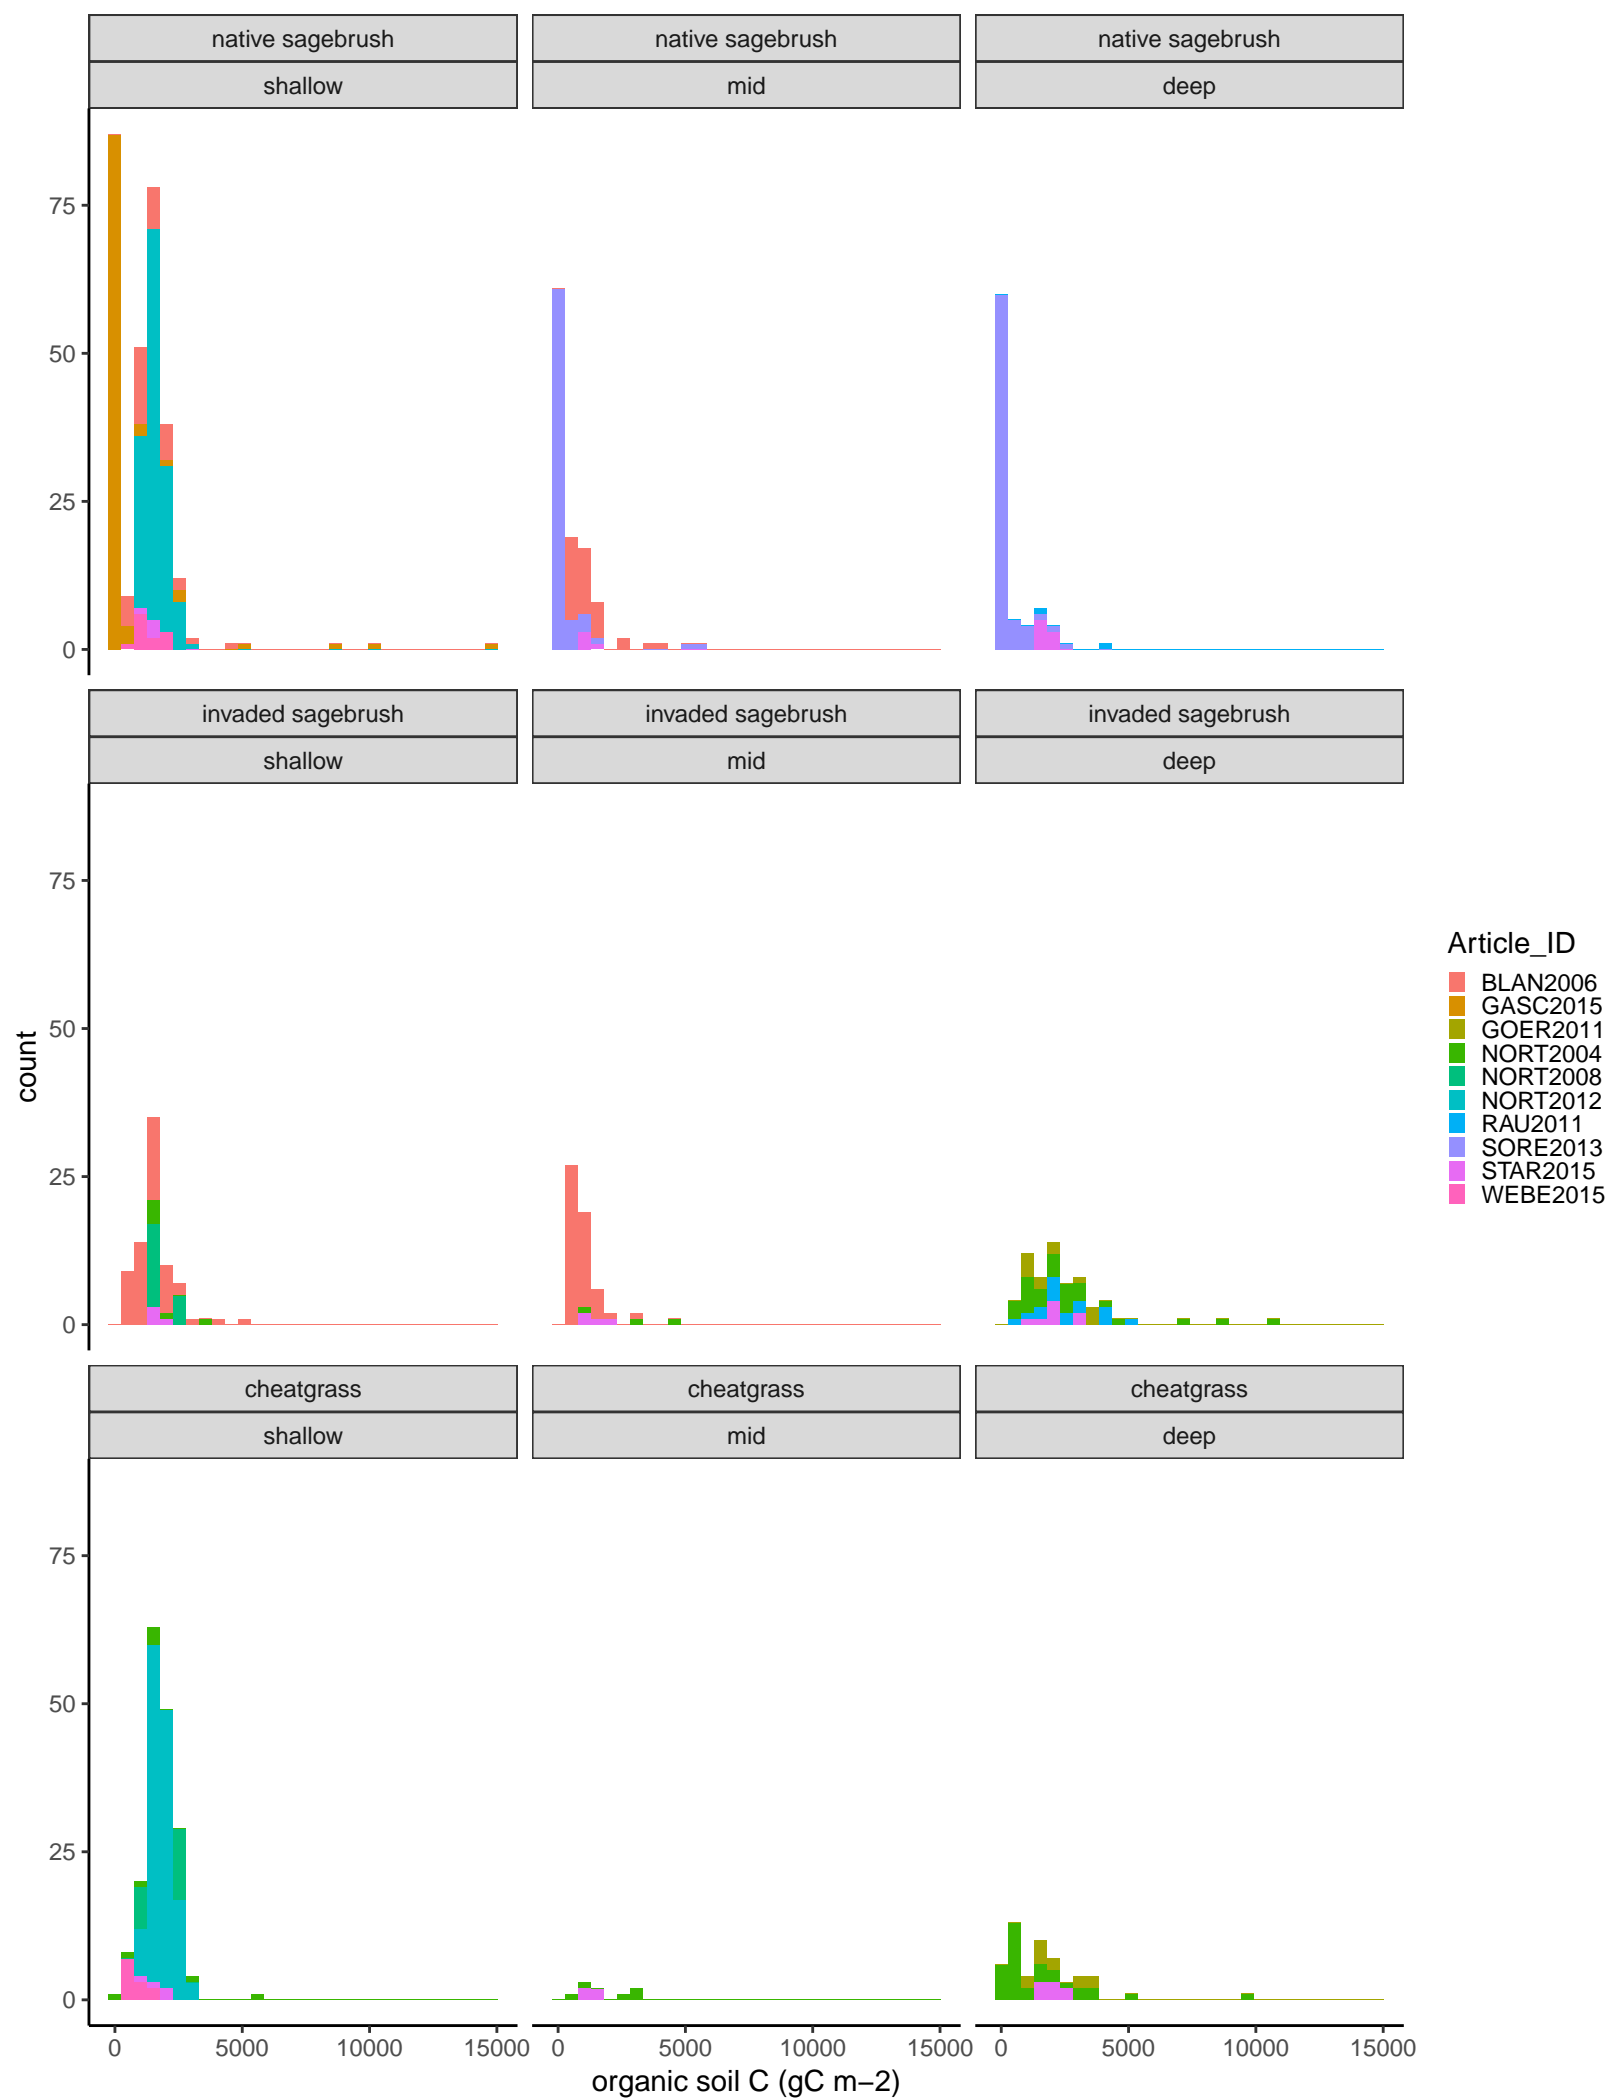 native sagebrush native sagebrush native sagebrush
shallow mid deep
75
50
25
0
invaded sagebrush invaded sagebrush invaded sagebrush
shallow mid deep
75
50
25
0
cheatgrass cheatgrass cheatgrass
shallow mid deep
75
50
25
0
0 5000 10000 15000 0 5000 10000 15000 0 5000 10000 15000
organic soil C (gC m−2)
count
Article_ID
BLAN2006
GASC2015
GOER2011
NORT2004
NORT2008
NORT2012
RAU2011
SORE2013
STAR2015
WEBE2015